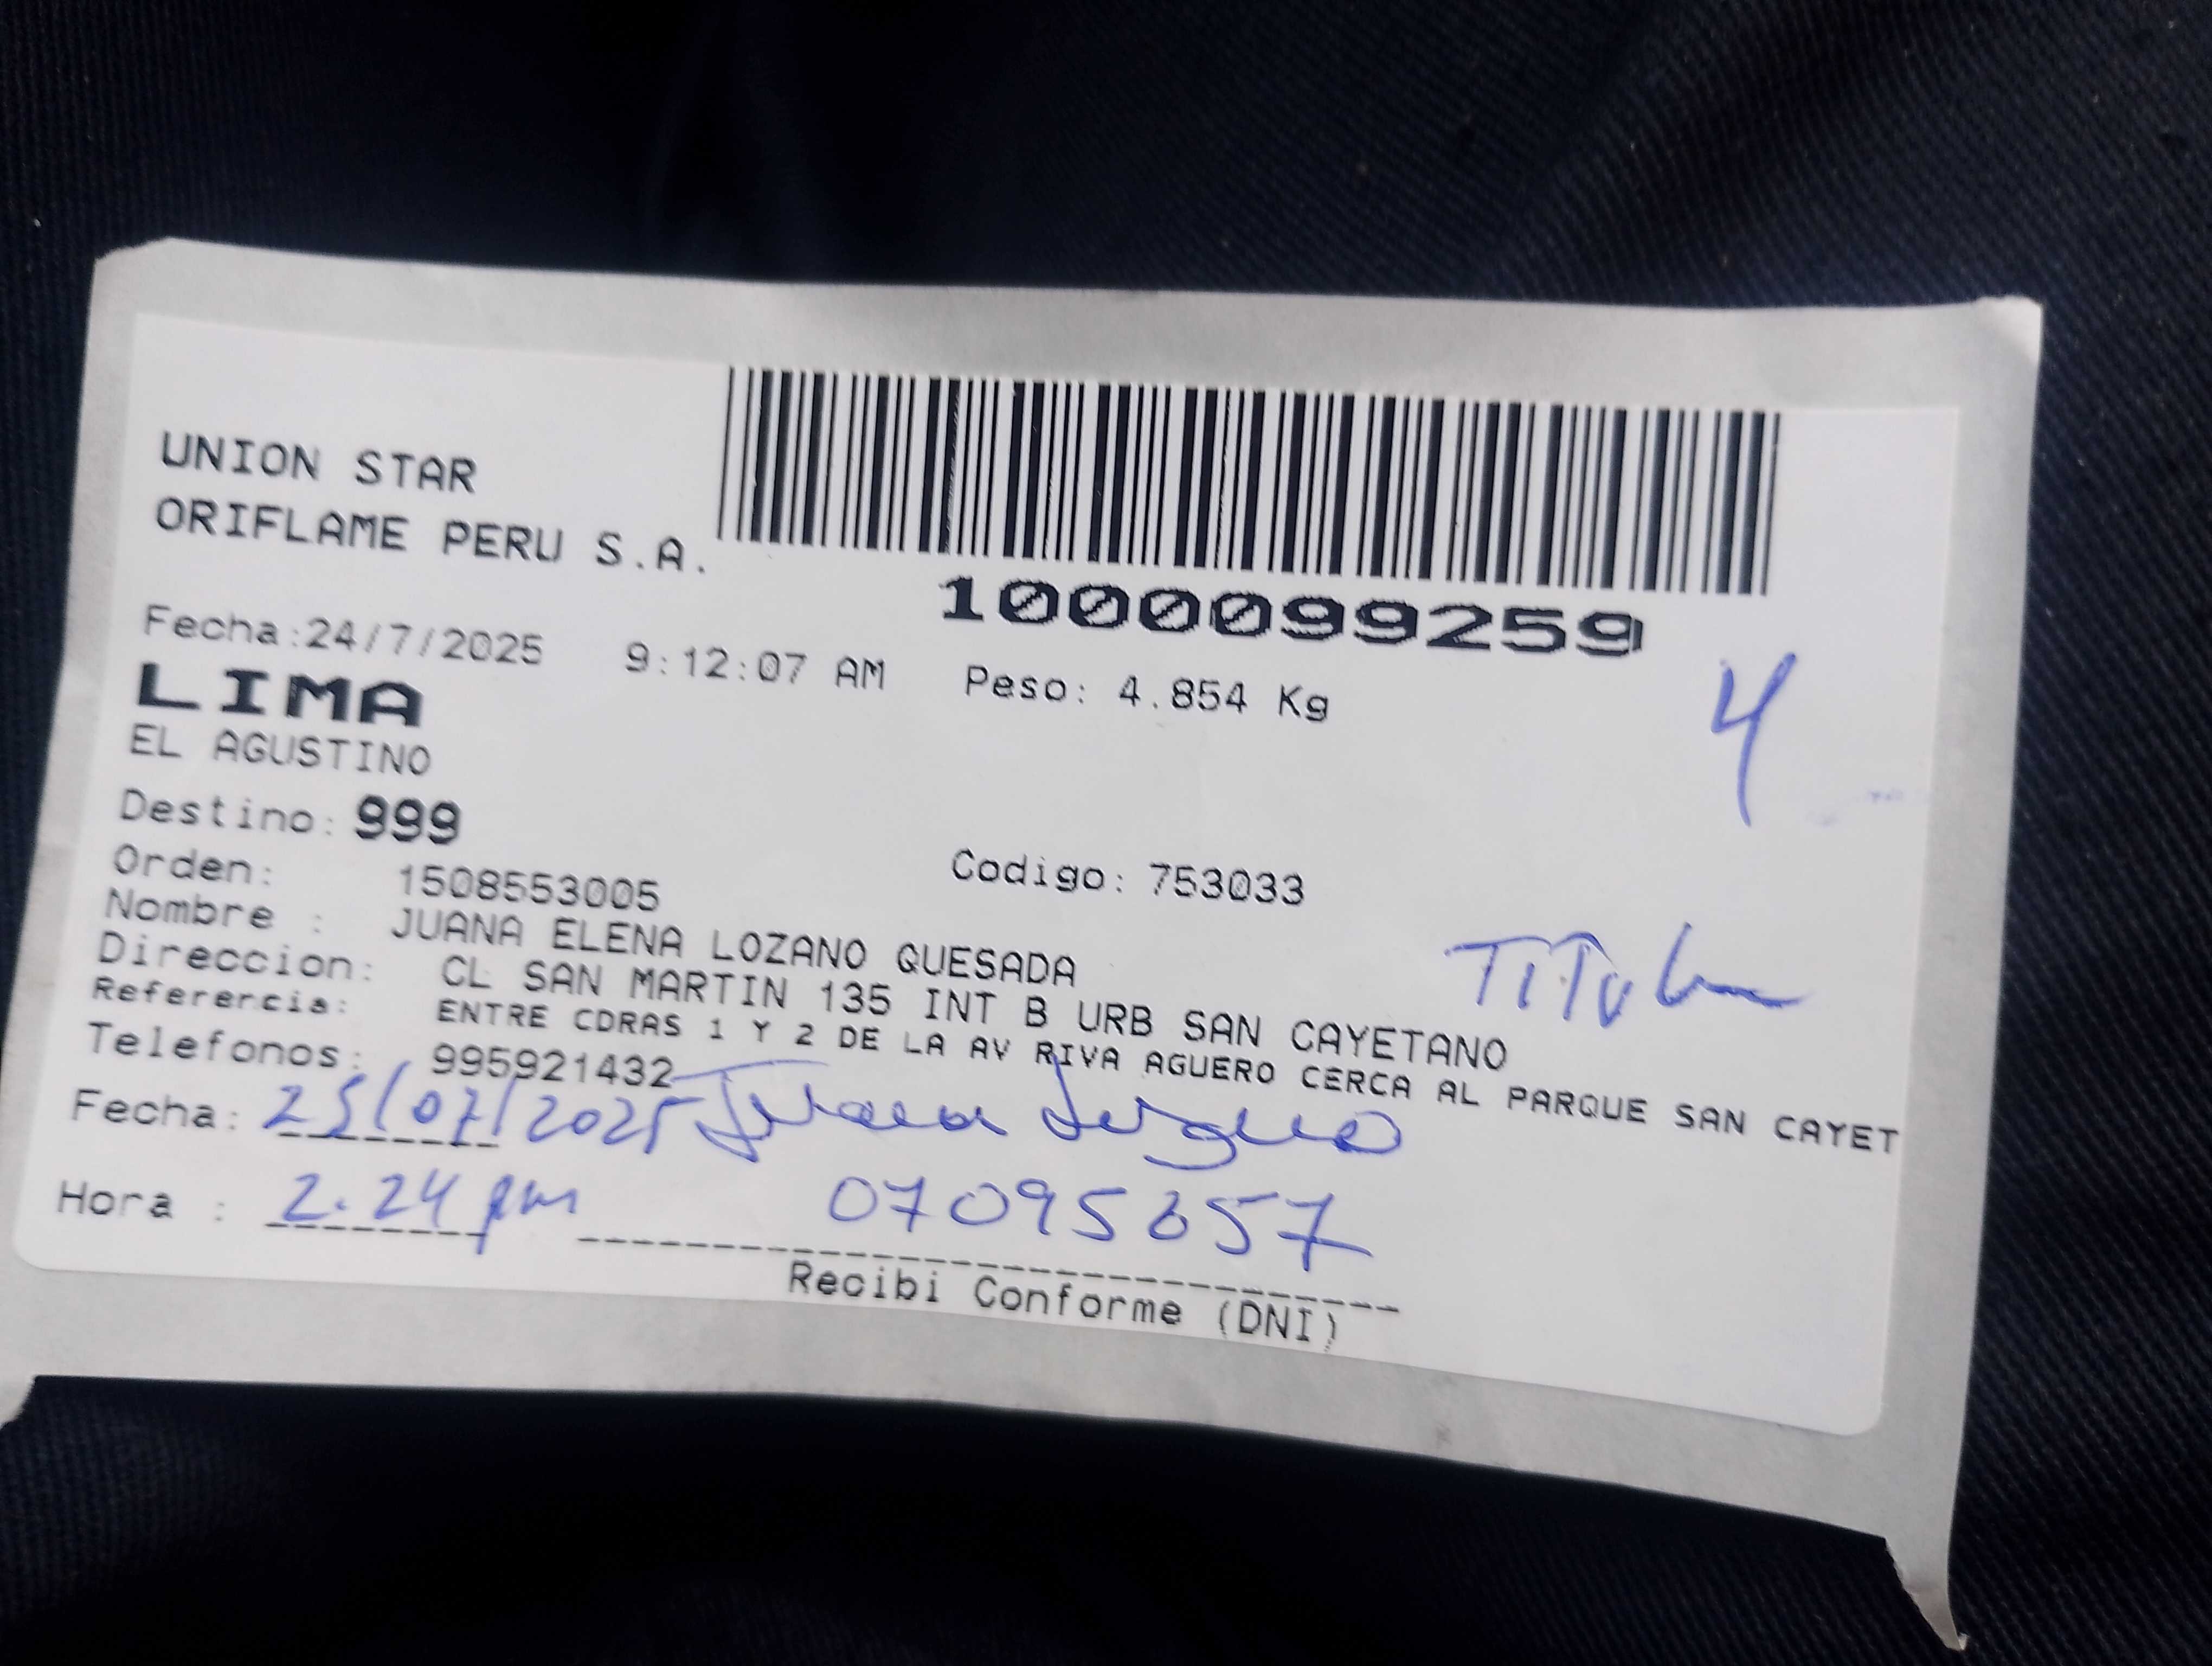 UNION STAR
ORIFLAME PERU S.A.
1000099259
Fecha:24/7/2025 9:12:07 AM Peso: 4.854 Kg
4
LIMA
EL AGUSTINO
Destino: 999
Orden: 1508553005 Codigo: 753033
Nombre : JUANA ELENA LOZANO QUESADA
Direccion: CL SAN MARTIN 135 INT B URB SAN CAYETANO
Referencia: ENTRE CDRAS 1 Y 2 DE LA AV RIVA AGUERO CERCA AL PARQUE SAN CAYET
Telefonos: 995921432
Fecha: 25/07/2025 Juana
Hora : 2.24 pm
Recibi Conforme (DNI)